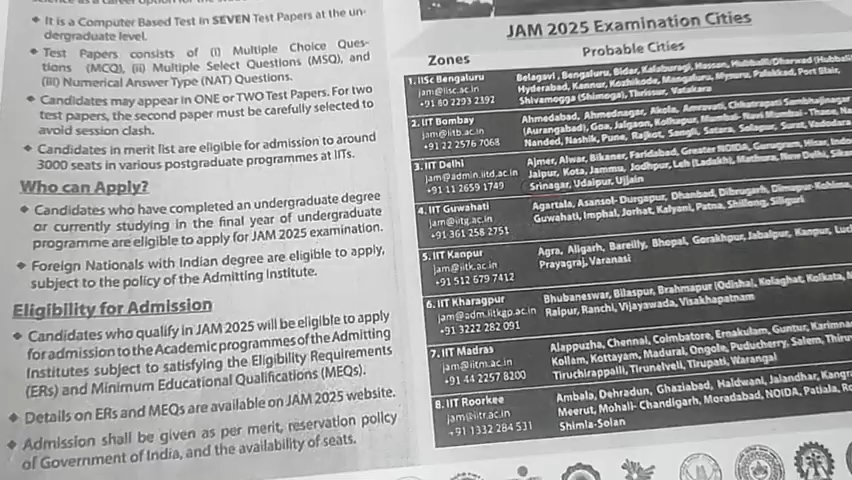 ❖ It is a Computer Based Test in SEVEN Test Papers at the un-
dergraduate level.
❖ Test Papers consists of (i) Multiple Choice Ques-
tions (MCQ), (ii) Multiple Select Questions (MSQ), and
(iii) Numerical Answer Type (NAT) Questions.
❖ Candidates may appear in ONE or TWO Test Papers. For two
test papers, the second paper must be carefully selected to
avoid session clash.
❖ Candidates in merit list are eligible for admission to around
3000 seats in various postgraduate programmes at IITs.
Who can Apply?
❖ Candidates who have completed an undergraduate degree
or currently studying in the final year of undergraduate
programme are eligible to apply for JAM 2025 examination.
❖ Foreign Nationals with Indian degree are eligible to apply,
subject to the policy of the Admitting Institute.
Eligibility for Admission
❖ Candidates who qualify in JAM 2025 will be eligible to apply
for admission to the Academic programmes of the Admitting
Institutes subject to satisfying the Eligibility Requirements
(ERs) and Minimum Educational Qualifications (MEQs).
❖ Details on ERs and MEQs are available on JAM 2025 website.
❖ Admission shall be given as per merit, reservation policy
of Government of India, and the availability of seats.
JAM 2025 Examination Cities
Zones
Probable Cities
1. IISc Bengaluru
jam@iisc.ac.in
+91 80 2293 2392
Belagavi, Bengaluru, Bidar, Kalaburagi, Hassan, Hubballi/Dharwad (Hubbali
Hyderabad, Kannur, Kozhikode, Mangaluru, Mysuru, Palakkad, Port Blair,
Shivamogga (Shimoga), Thrissur, Vatakara
2. IIT Bombay
jam@iitb.ac.in
+91 22 2576 7068
Ahmedabad, Ahmednagar, Akola, Amravati, Chhatrapati Sambhajinagar
(Aurangabad), Goa, Jalgaon, Kolhapur, Mumbai- Navi Mumbai- Thane, Na
Nanded, Nashik, Pune, Rajkot, Sangli, Satara, Solapur, Surat, Vadodara
3. IIT Delhi
jam@admin.iitd.ac.in
+91 11 2659 1749
Ajmer, Alwar, Bikaner, Faridabad, Greater NOIDA, Gurugram, Hisar, Indo
Jaipur, Kota, Jammu, Jodhpur, Leh (Ladakh), Mathura, New Delhi, Sika
Srinagar, Udaipur, Ujjain
4. IIT Guwahati
jam@iitg.ac.in
+91 361 258 2751
Agartala, Asansol- Durgapur, Dhanbad, Dibrugarh, Dimapur-Kohima,
Guwahati, Imphal, Jorhat, Kalyani, Patna, Shillong, Siliguri
5. IIT Kanpur
jam@iitk.ac.in
+91 512 679 7412
Agra, Aligarh, Bareilly, Bhopal, Gorakhpur, Jabalpur, Kanpur, Luc
Prayagraj, Varanasi
6. IIT Kharagpur
jam@adm.iitkgp.ac.in
+91 3222 282 091
Bhubaneswar, Bilaspur, Brahmapur (Odisha), Kolaghat, Kolkata, N
Raipur, Ranchi, Vijayawada, Visakhapatnam
7. IIT Madras
jam@iitm.ac.in
+91 44 2257 8200
Alappuzha, Chennai, Coimbatore, Ernakulam, Guntur, Karimna
Kollam, Kottayam, Madurai, Ongole, Puducherry, Salem, Thiru
Tiruchirappalli, Tirunelveli, Tirupati, Warangal
8. IIT Roorkee
jam@iitr.ac.in
+91 1332 284 531
Ambala, Dehradun, Ghaziabad, Haldwani, Jalandhar, Kangra
Meerut, Mohali- Chandigarh, Moradabad, NOIDA, Patiala, Ro
Shimla-Solan